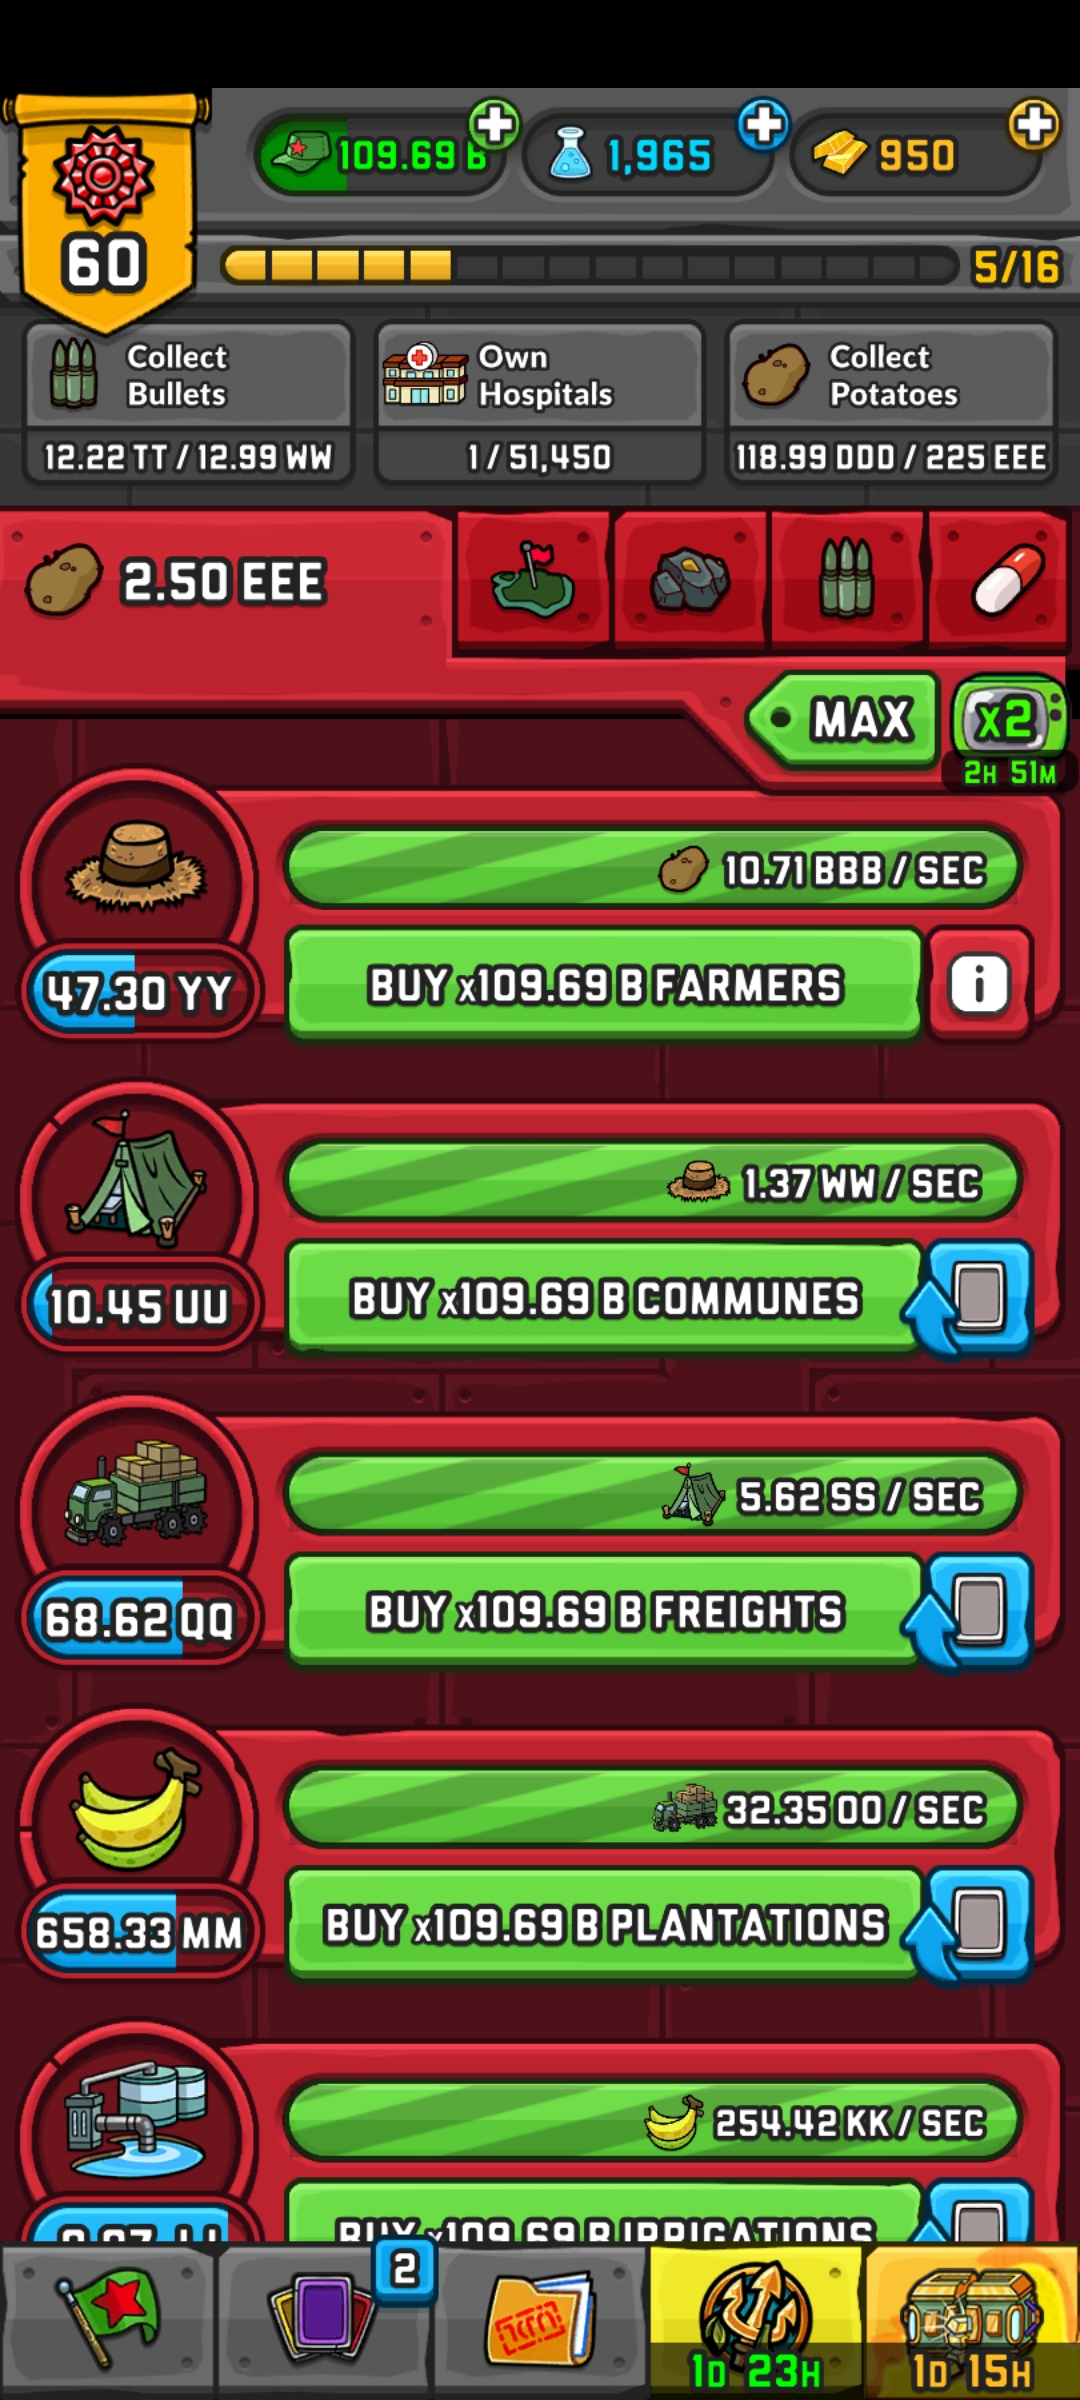 109.69 B
1,965
950
60
5/16
Collect
Bullets
12.22 TT / 12.99 WW
Own
Hospitals
1 / 51,450
Collect
Potatoes
118.99 DDD / 225 EEE
2.50 EEE
MAX
x2
2H 51M
10.71 BBB / SEC
47.30 YY
BUY x109.69 B FARMERS
i
1.37 WW / SEC
10.45 UU
BUY x109.69 B COMMUNES
5.62 SS / SEC
68.62 QQ
BUY x109.69 B FREIGHTS
32.35 OO / SEC
658.33 MM
BUY x109.69 B PLANTATIONS
254.42 KK / SEC
BUY x109.69 B IRRIGATIONS
2
1D 23H
1D 15H